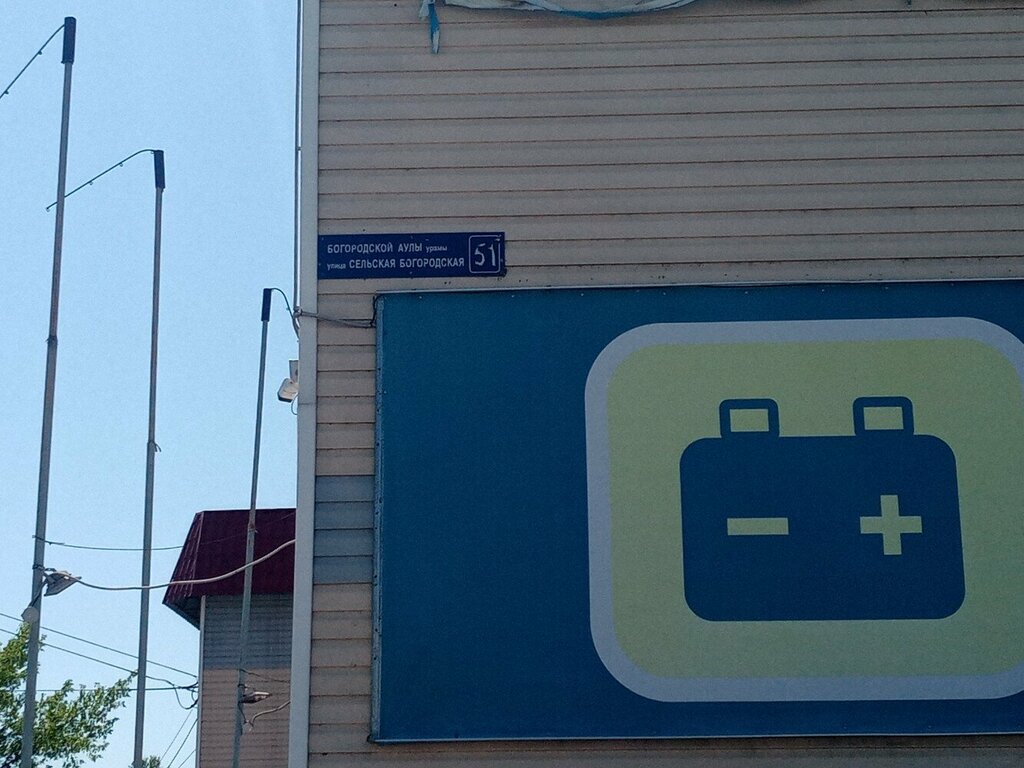 БОГОРОДСКОЙ АУЛЫ урамы
улица СЕЛЬСКАЯ БОГОРОДСКАЯ
51